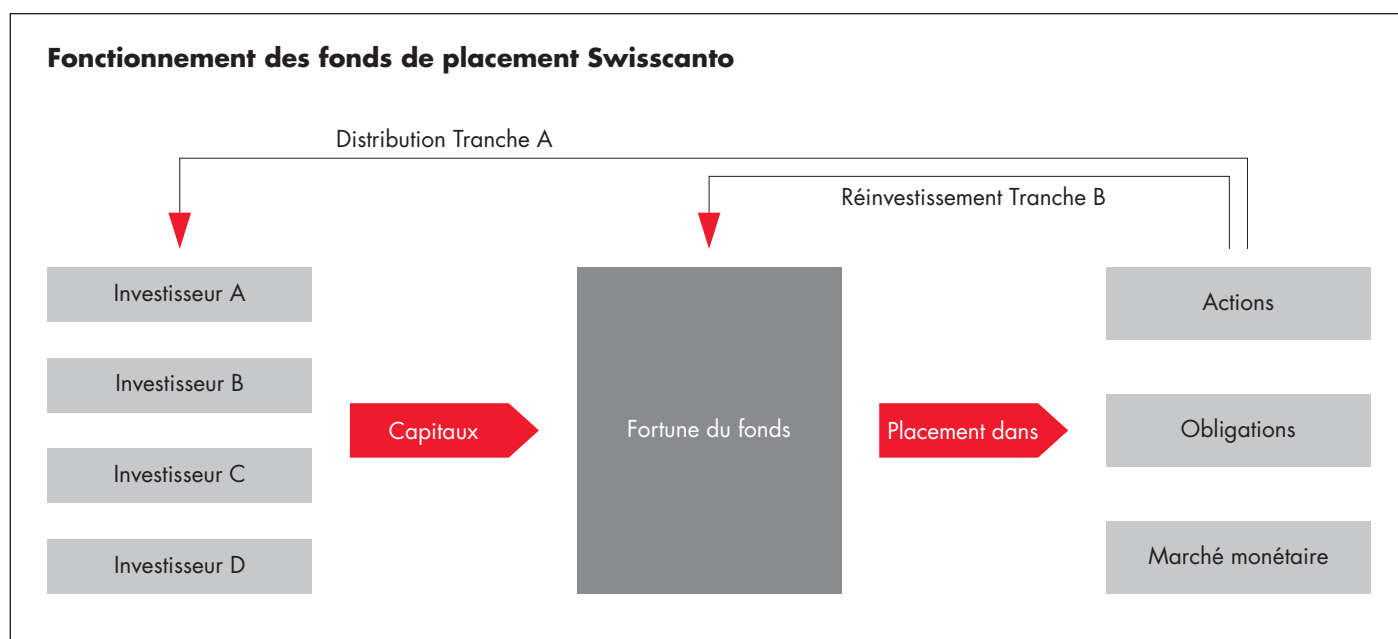 Fonctionnement des fonds de placement Swisscanto
Distribution Tranche A
Réinvestissement Tranche B
Investisseur A
Investisseur B
Investisseur C
Investisseur D
Capitaux
Fortune du fonds
Placement dans
Actions
Obligations
Marché monétaire